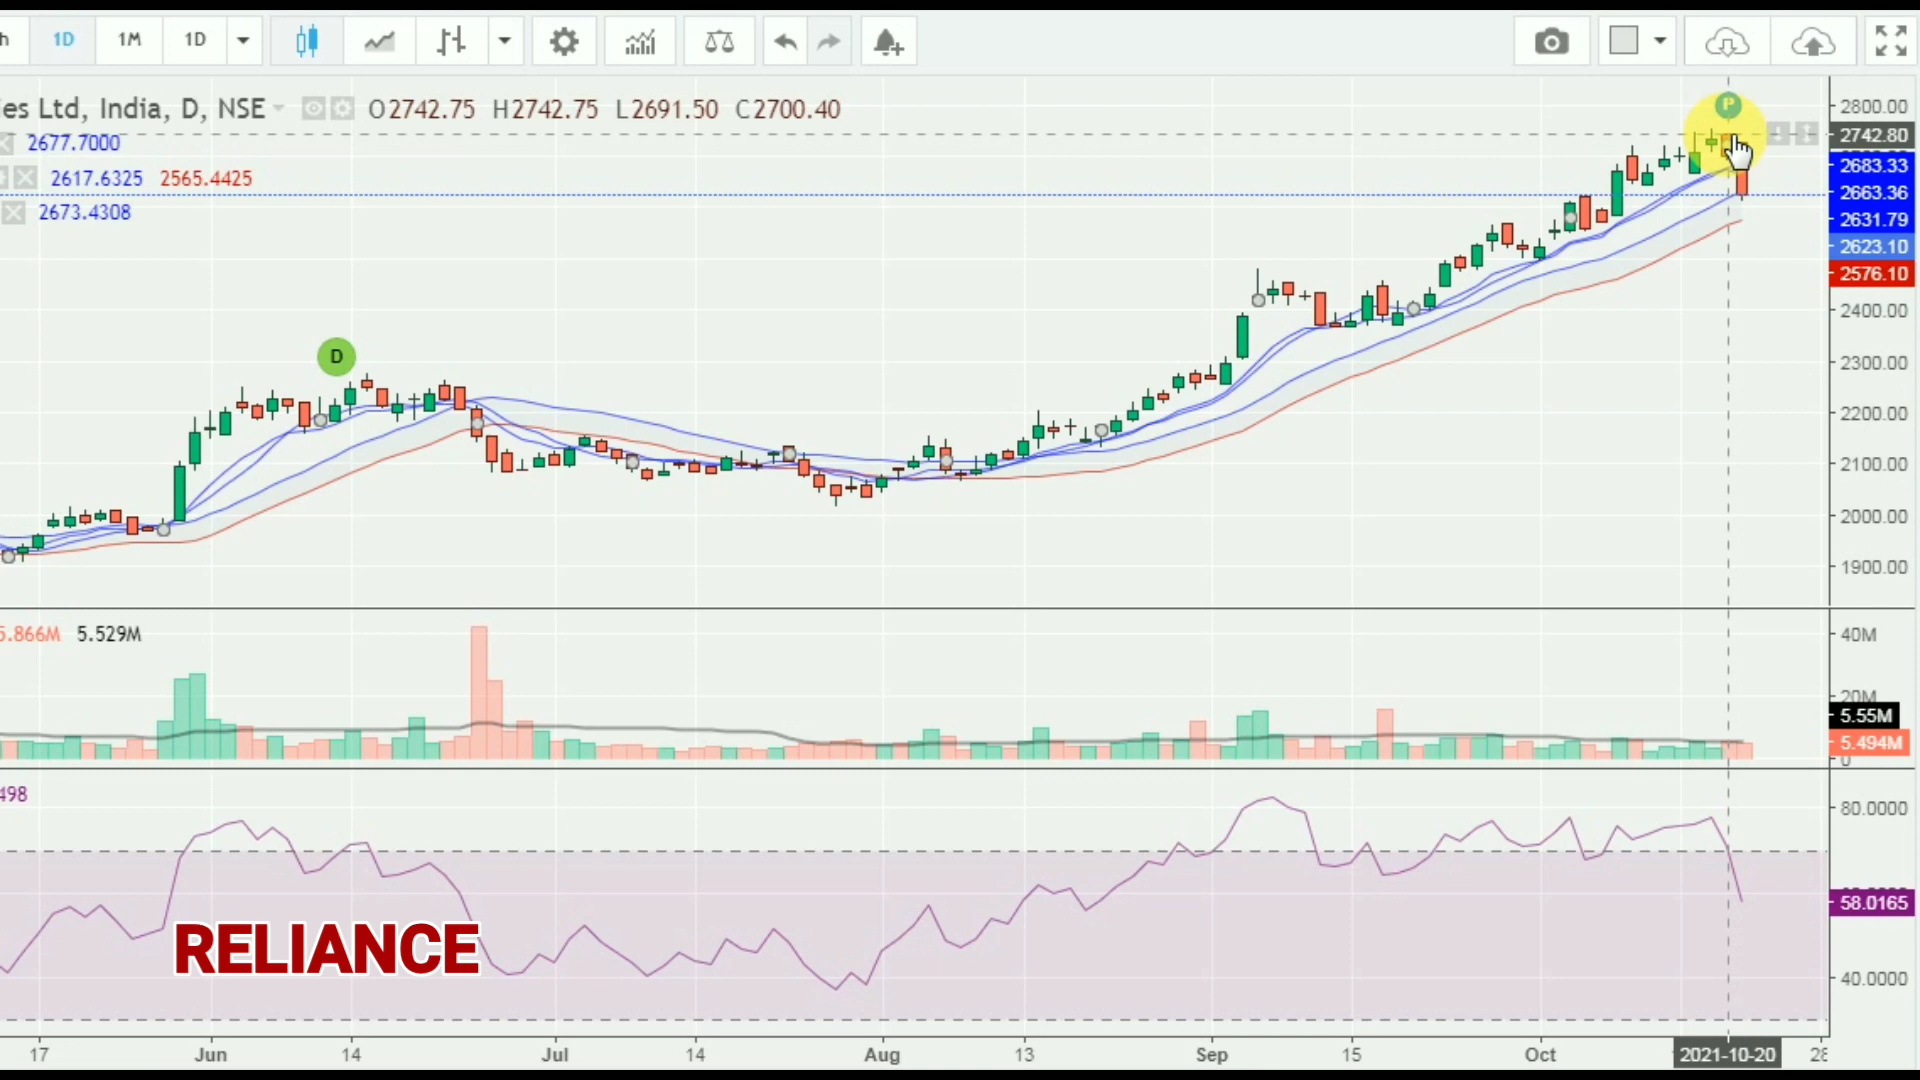 h 1D 1M 1D
es Ltd, India, D, NSE O2742.75 H2742.75 L2691.50 C2700.40
2677.7000
2617.6325 2565.4425
2673.4308
P
D
2800.00
2742.80
2683.33
2663.36
2631.79
2623.10
2576.10
2400.00
2300.00
2200.00
2100.00
2000.00
1900.00
5.866M 5.529M
40M
20M
5.55M
5.494M
0
498
80.0000
58.0165
40.0000
RELIANCE
17 Jun 14 Jul 14 Aug 13 Sep 15 Oct 2021-10-20